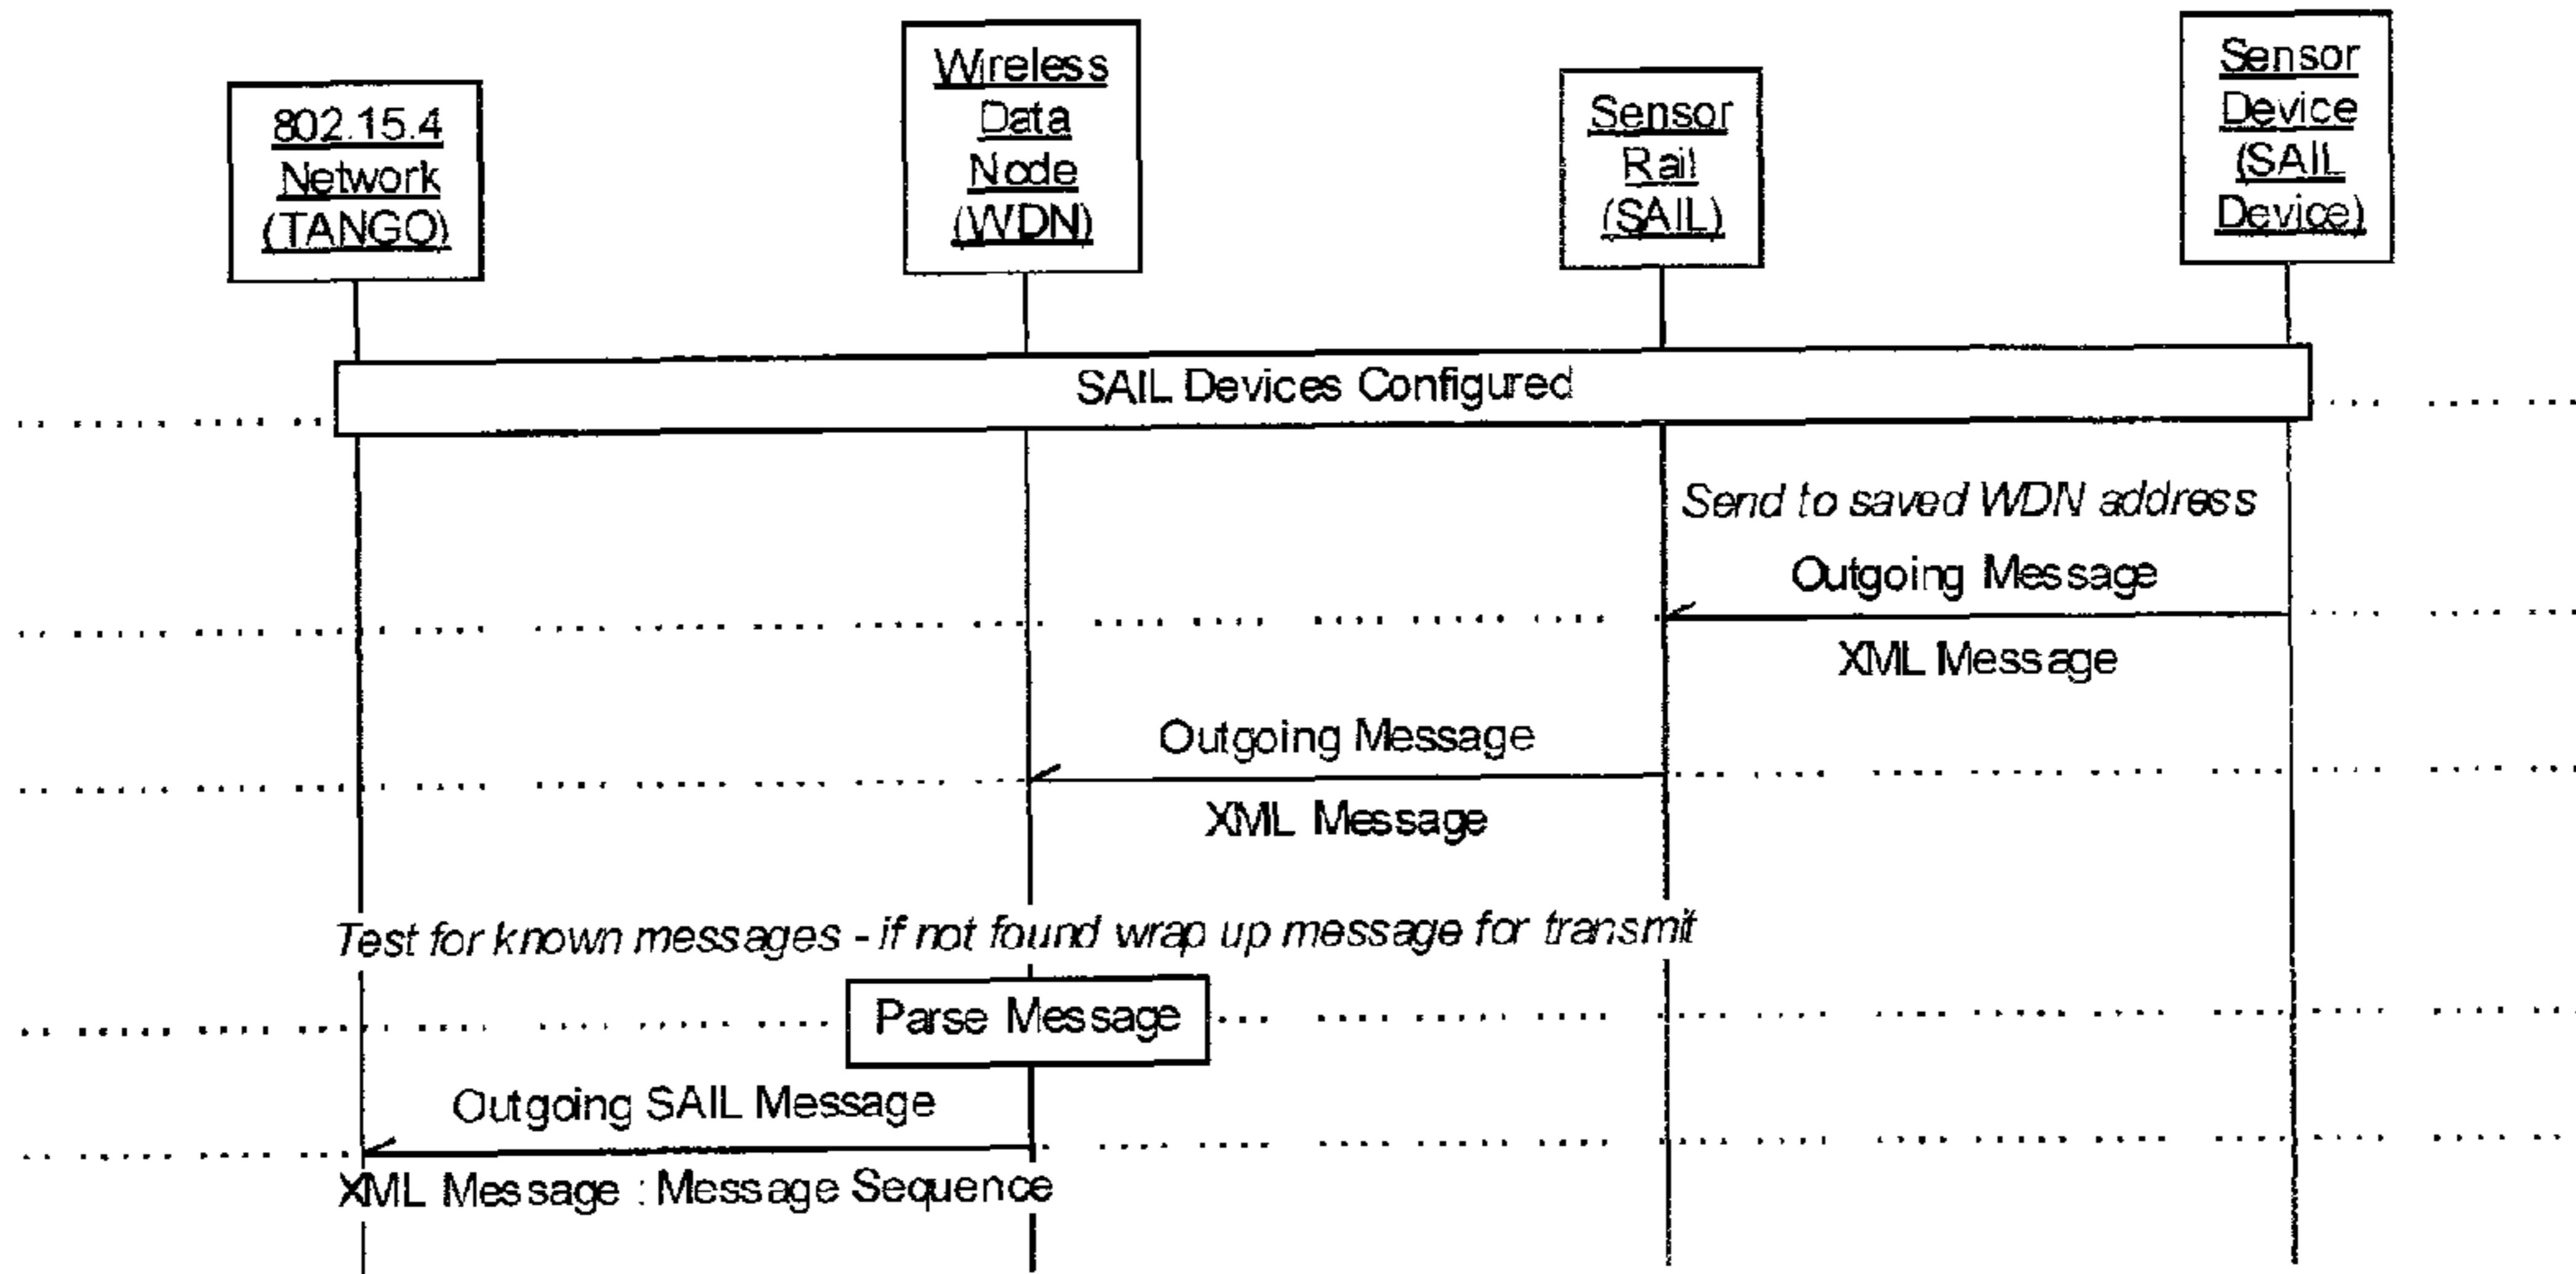 802.15.4
Network
(TANGO)
Wireless
Data
Node
(WDN)
Sensor
Rail
(SAIL)
Sensor
Device
(SAIL
Device)
SAIL Devices Configured
Send to saved WDN address
Outgoing Message
XML Message
Outgoing Message
XML Message
Test for known messages - if not found wrap up message for transmit
Parse Message
Outgoing SAIL Message
XML Message : Message Sequence